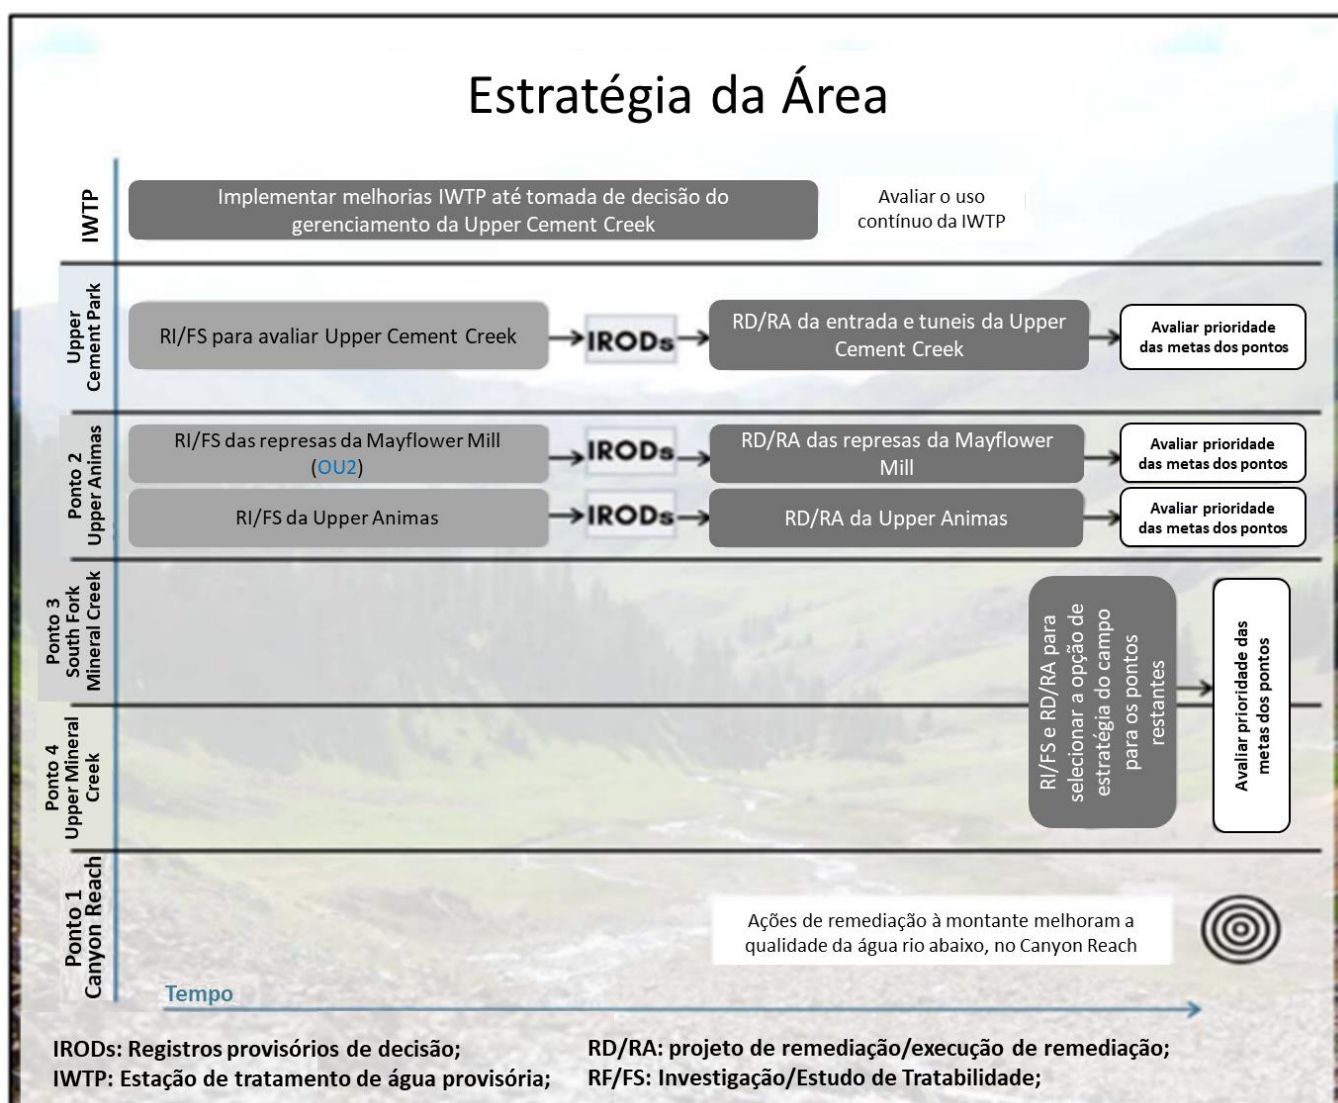 Estratégia da Área
IWTP
Implementar melhorias IWTP até tomada de decisão do
gerenciamento da Upper Cement Creek
Avaliar o uso
contínuo da IWTP
Upper
Cement Park
RI/FS para avaliar Upper Cement Creek
IRODs
RD/RA da entrada e tuneis da Upper
Cement Creek
Avaliar prioridade
das metas dos pontos
Ponto 2
Upper Animas
RI/FS das represas da Mayflower Mill
(OU2)
IRODs
RD/RA das represas da Mayflower
Mill
Avaliar prioridade
das metas dos pontos
RI/FS da Upper Animas
IRODs
RD/RA da Upper Animas
Avaliar prioridade
das metas dos pontos
Ponto 3
South Fork
Mineral Creek
Ponto 4
Upper Mineral
Creek
RI/FS e RD/RA para
selecionar a opção de
estratégia do campo
para os pontos
restantes
Avaliar prioridade das
metas dos pontos
Ponto 1
Canyon Reach
Ações de remediação à montante melhoram a
qualidade da água rio abaixo, no Canyon Reach
Tempo
IRODs: Registros provisórios de decisão;
IWTP: Estação de tratamento de água provisória;
RD/RA: projeto de remediação/execução de remediação;
RF/FS: Investigação/Estudo de Tratabilidade;